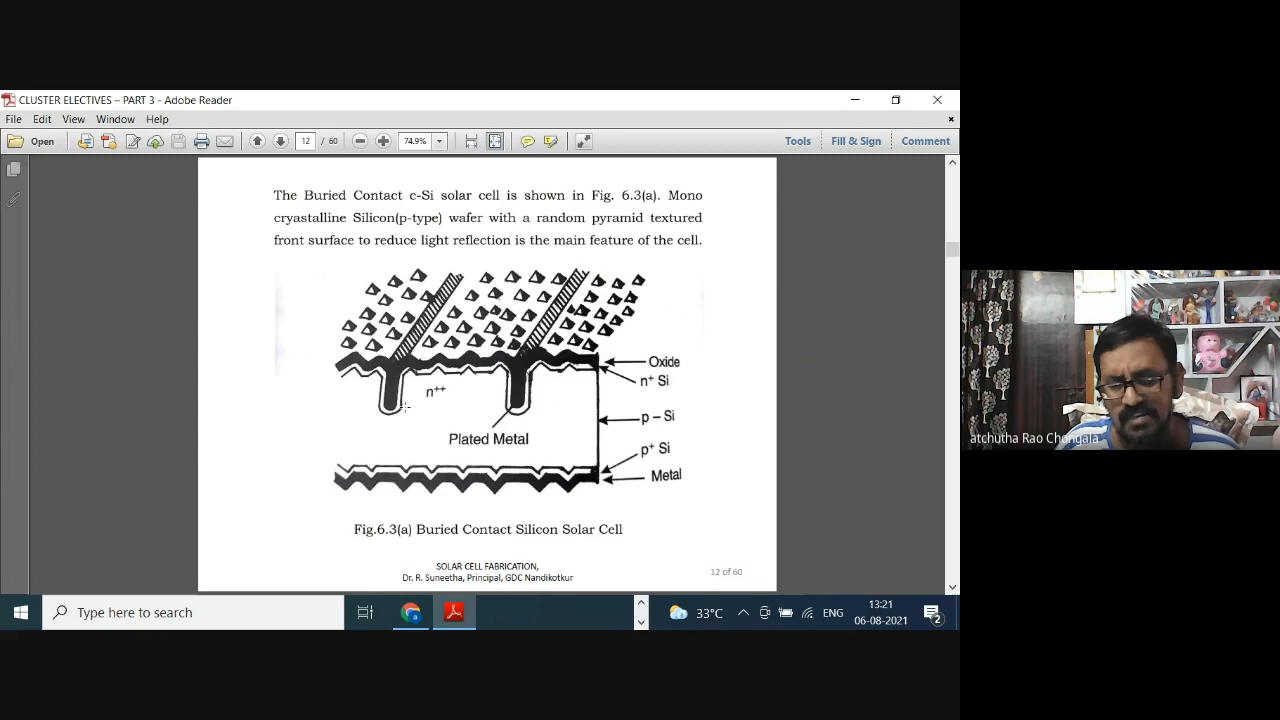 CLUSTER ELECTIVES – PART 3 - Adobe Reader
File Edit View Window Help
Open 12 / 60 74.9% Tools Fill & Sign Comment
The Buried Contact c-Si solar cell is shown in Fig. 6.3(a). Mono
cryastalline Silicon(p-type) wafer with a random pyramid textured
front surface to reduce light reflection is the main feature of the cell.
Oxide
n+ Si
n++
p – Si
Plated Metal
p+ Si
Metal
Fig.6.3(a) Buried Contact Silicon Solar Cell
SOLAR CELL FABRICATION,
Dr. R. Suneetha, Principal, GDC Nandikotkur
12 of 60
atchutha Rao Chongala
Type here to search
33°C
ENG
13:21
06-08-2021
2